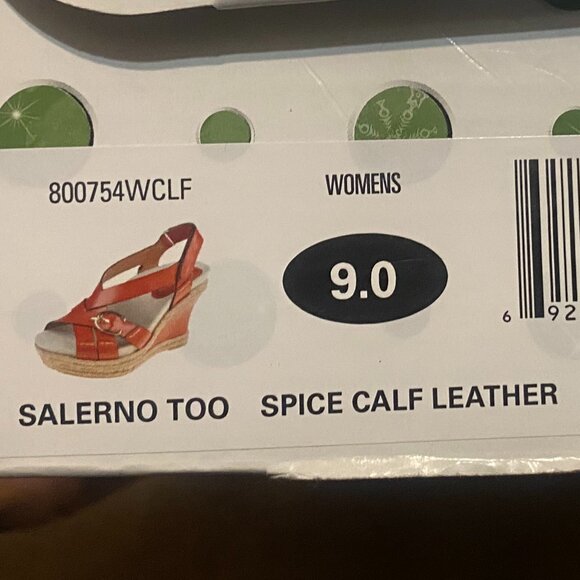 800754WCLF
WOMENS
9.0
6 92
SALERNO TOO SPICE CALF LEATHER